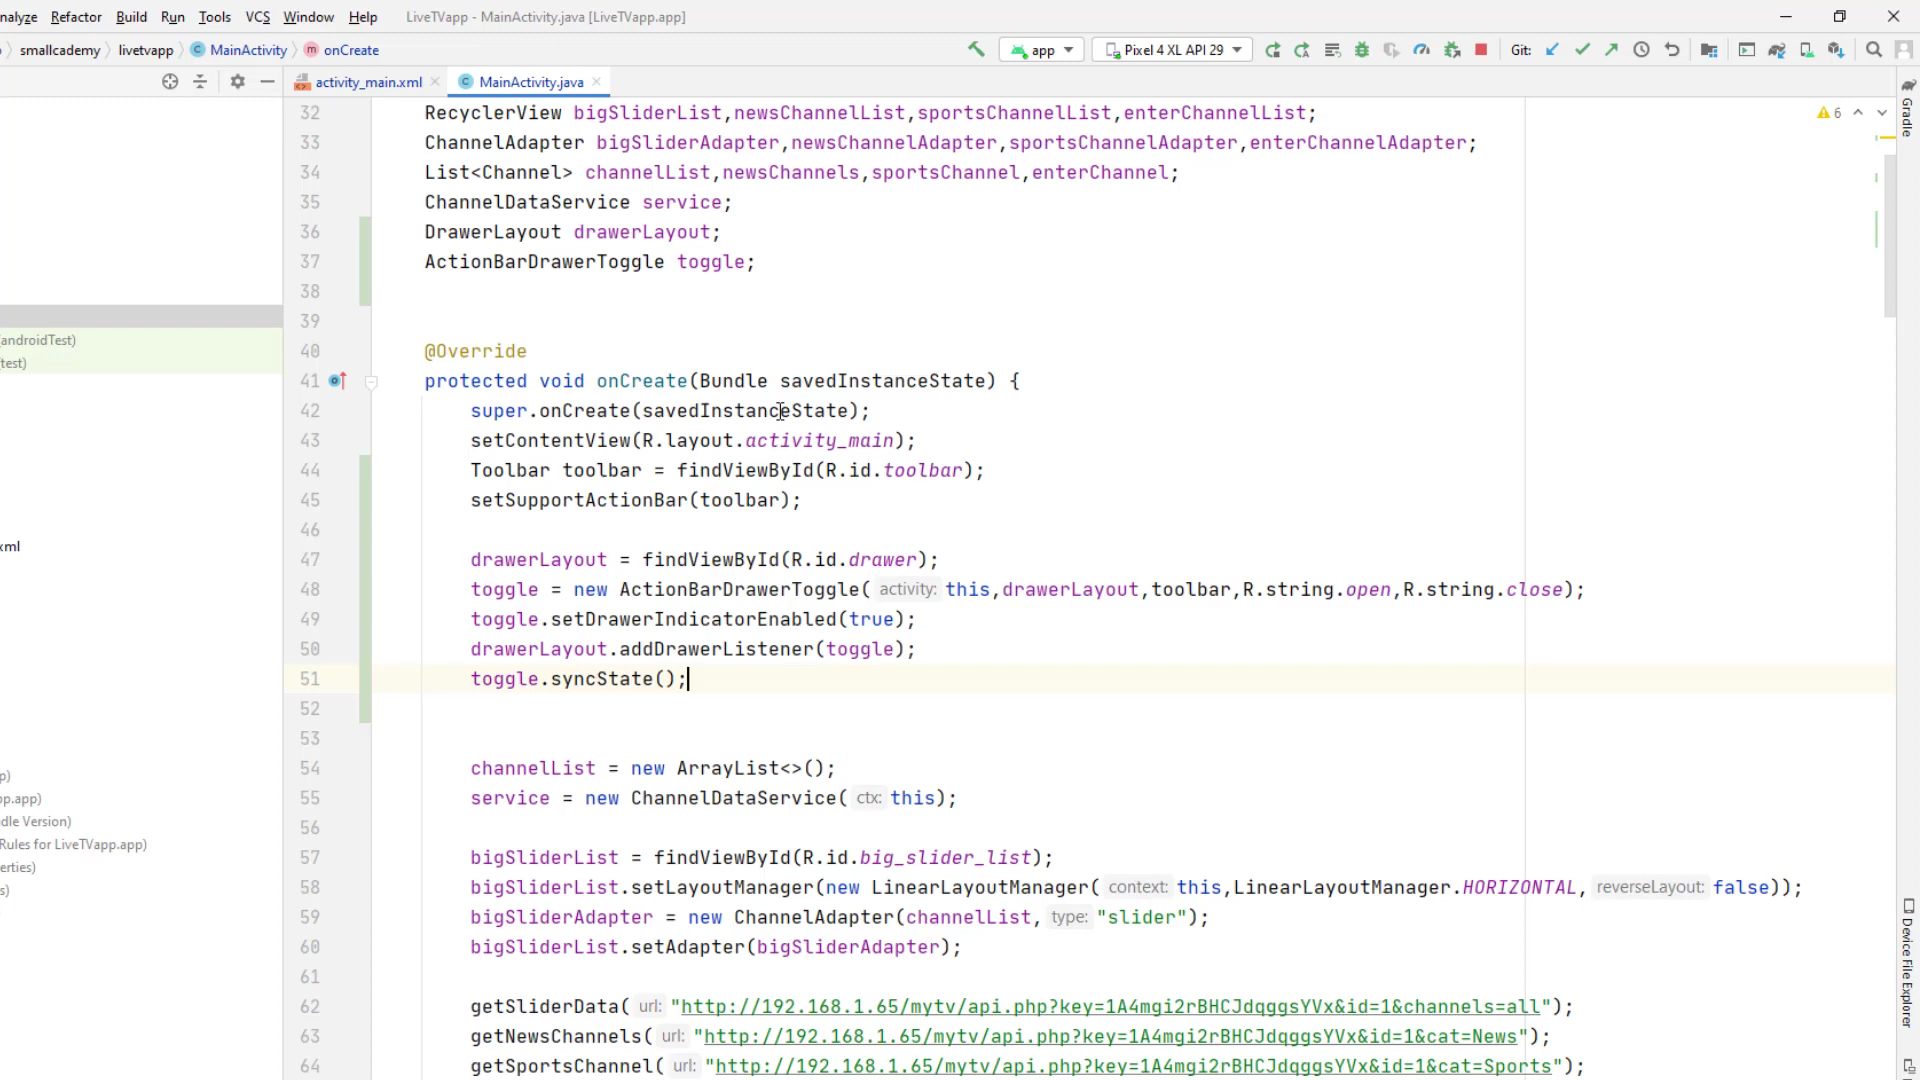 nalyze Refactor Build Run Tools VCS Window Help LiveTVapp - MainActivity.java [LiveTVapp.app]
smallcademy livetvapp MainActivity onCreate app Pixel 4 XL API 29 Git:
activity_main.xml MainActivity.java
6
Gradle
32 RecyclerView bigSliderList,newsChannelList,sportsChannelList,enterChannelList;
33 ChannelAdapter bigSliderAdapter,newsChannelAdapter,sportsChannelAdapter,enterChannelAdapter;
34 List<Channel> channelList,newsChannels,sportsChannel,enterChannel;
35 ChannelDataService service;
36 DrawerLayout drawerLayout;
37 ActionBarDrawerToggle toggle;
38
39
androidTest)
40 @Override
(test)
41 protected void onCreate(Bundle savedInstanceState) {
42 super.onCreate(savedInstanceState);
43 setContentView(R.layout.activity_main);
44 Toolbar toolbar = findViewById(R.id.toolbar);
45 setSupportActionBar(toolbar);
46
xml
47 drawerLayout = findViewById(R.id.drawer);
48 toggle = new ActionBarDrawerToggle( activity: this,drawerLayout,toolbar,R.string.open,R.string.close);
49 toggle.setDrawerIndicatorEnabled(true);
50 drawerLayout.addDrawerListener(toggle);
51 toggle.syncState();
52
53
54 channelList = new ArrayList<>();
p)
55 service = new ChannelDataService( ctx: this);
pp.app)
dle Version)
56
Rules for LiveTVapp.app)
57 bigSliderList = findViewById(R.id.big_slider_list);
erties)
58 bigSliderList.setLayoutManager(new LinearLayoutManager( context: this,LinearLayoutManager.HORIZONTAL, reverseLayout: false));
s)
59 bigSliderAdapter = new ChannelAdapter(channelList, type: "slider");
60 bigSliderList.setAdapter(bigSliderAdapter);
61
62 getSliderData( url: "http://192.168.1.65/mytv/api.php?key=1A4mgi2rBHCJdqggsYVx&id=1&channels=all");
63 getNewsChannels( url: "http://192.168.1.65/mytv/api.php?key=1A4mgi2rBHCJdqggsYVx&id=1&cat=News");
64 getSportsChannel( url: "http://192.168.1.65/mytv/api.php?key=1A4mgi2rBHCJdqggsYVx&id=1&cat=Sports");
Device File Explorer